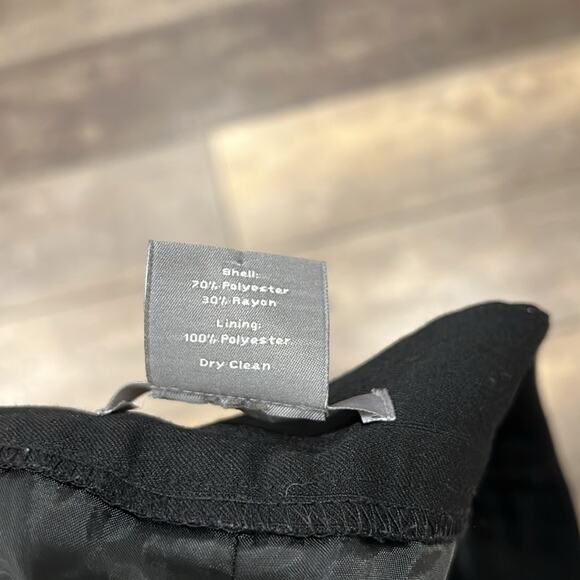 Shell:
70% Polyester
30% Rayon
Lining:
100% Polyester
Dry Clean